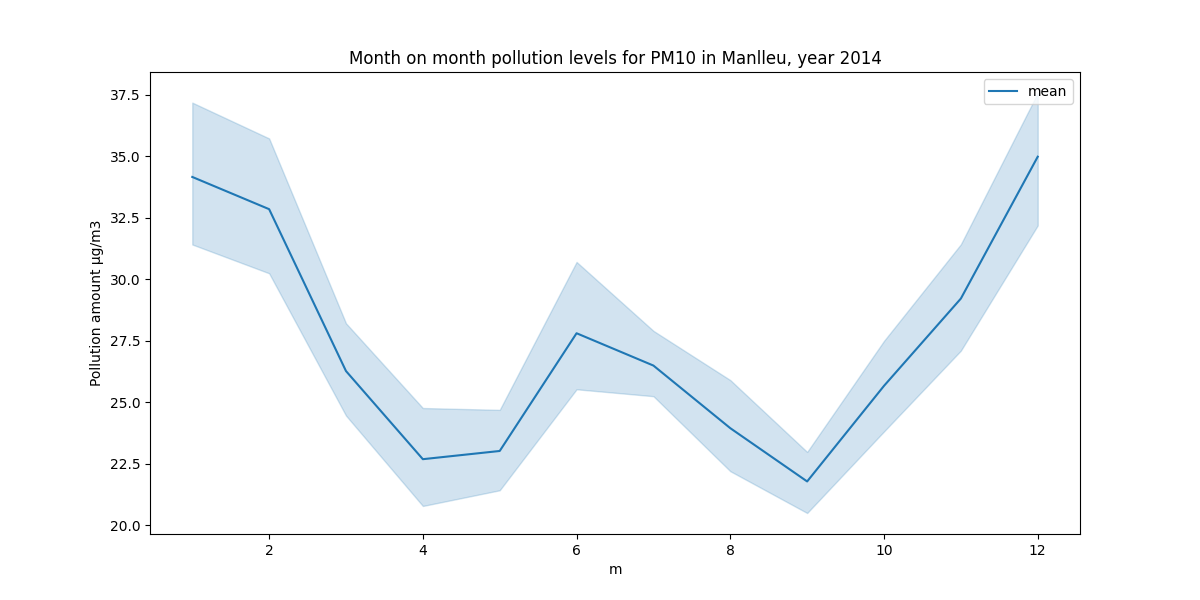 Month on month pollution levels for PM10 in Manlleu, year 2014
mean
Pollution amount µg/m3
37.5
35.0
32.5
30.0
27.5
25.0
22.5
20.0
2 4 6 8 10 12
m